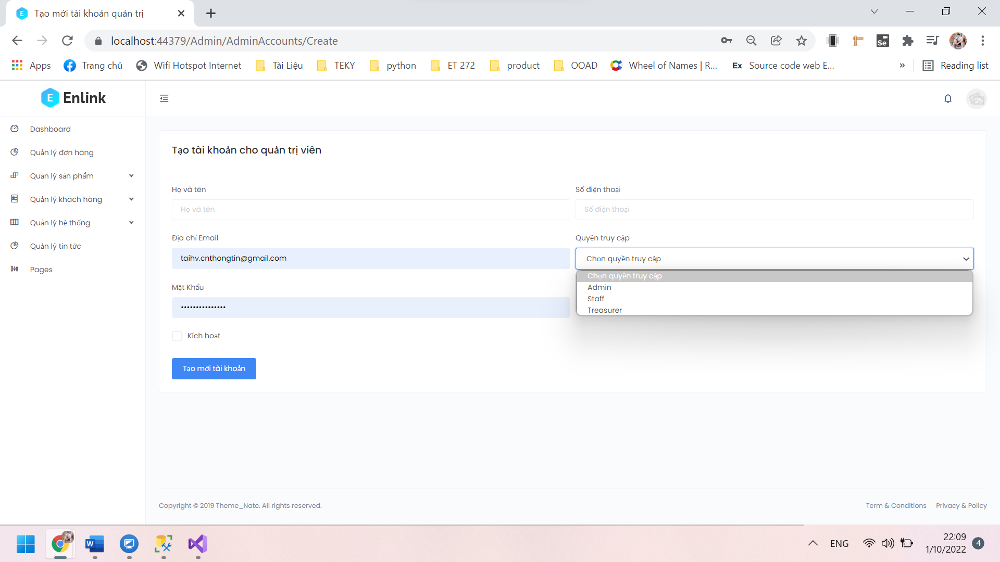 Tạo mới tài khoản quản trị
localhost:44379/Admin/AdminAccounts/Create
Se
Apps
Trang chủ
Wifi Hotspot Internet
Tài Liệu
TEKY
python
ET 272
product
OOAD
Wheel of Names | R...
Ex Source code web E...
»
Reading list
E Enlink
Dashboard
Quản lý đơn hàng
Quản lý sản phẩm
Quản lý khách hàng
Quản lý hệ thống
Quản lý tin tức
Pages
Tạo tài khoản cho quản trị viên
Họ và tên
Họ và tên
Số điện thoại
Số điện thoại
Địa chỉ Email
taihv.cnthongtin@gmail.com
Quyền truy cập
Chọn quyền truy cập
Chọn quyền truy cập
Admin
Staff
Treasurer
Mật Khẩu
•••••••••••••••
Kích hoạt
Tạo mới tài khoản
Copyright © 2019 Theme_Nate. All rights reserved.
Term & Conditions
Privacy & Policy
W
ENG
22:09
1/10/2022
4